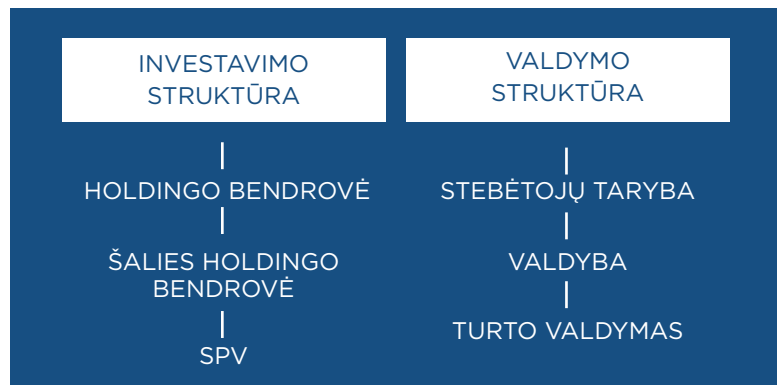 INVESTAVIMO
STRUKTŪRA
HOLDINGO BENDROVĖ
ŠALIES HOLDINGO
BENDROVĖ
SPV
VALDYMO
STRUKTŪRA
STEBĖTOJŲ TARYBA
VALDYBA
TURTO VALDYMAS